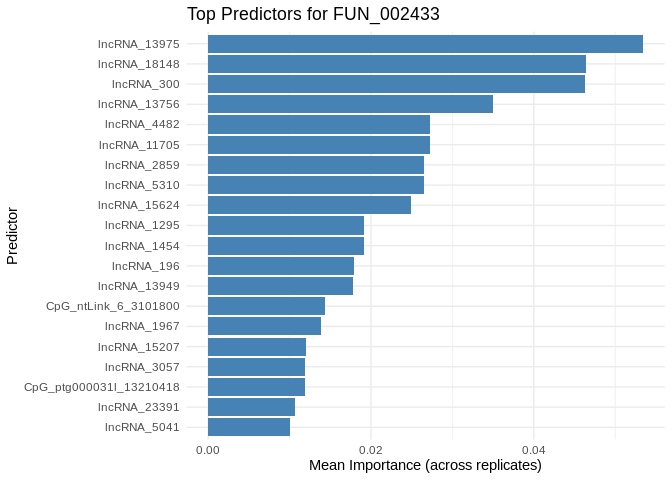 Top Predictors for FUN_002433
lncRNA_13975
lncRNA_18148
lncRNA_300
lncRNA_13756
lncRNA_4482
lncRNA_11705
lncRNA_2859
lncRNA_5310
lncRNA_15624
lncRNA_1295
lncRNA_1454
lncRNA_196
lncRNA_13949
CpG_ntLink_6_3101800
lncRNA_1967
lncRNA_15207
lncRNA_3057
CpG_ptg000031l_13210418
lncRNA_23391
lncRNA_5041
Predictor
0.00 0.02 0.04
Mean Importance (across replicates)